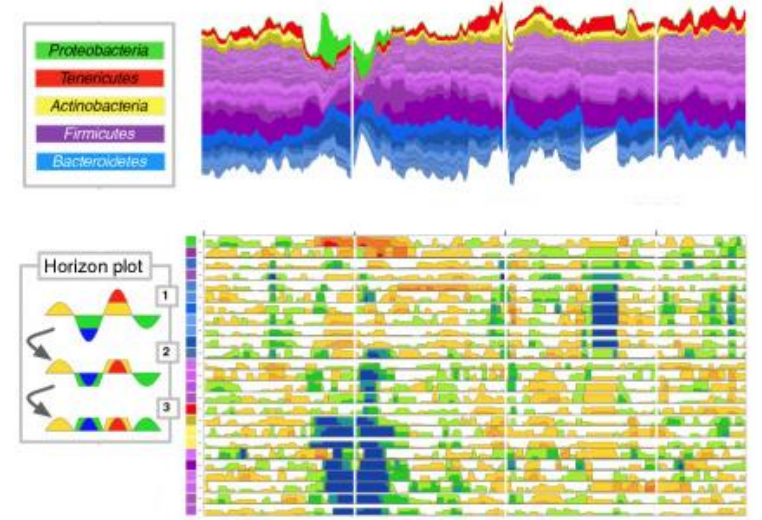 Proteobacteria
Tenericutes
Actinobacteria
Firmicutes
Bacteroidetes
Horizon plot
1
2
3